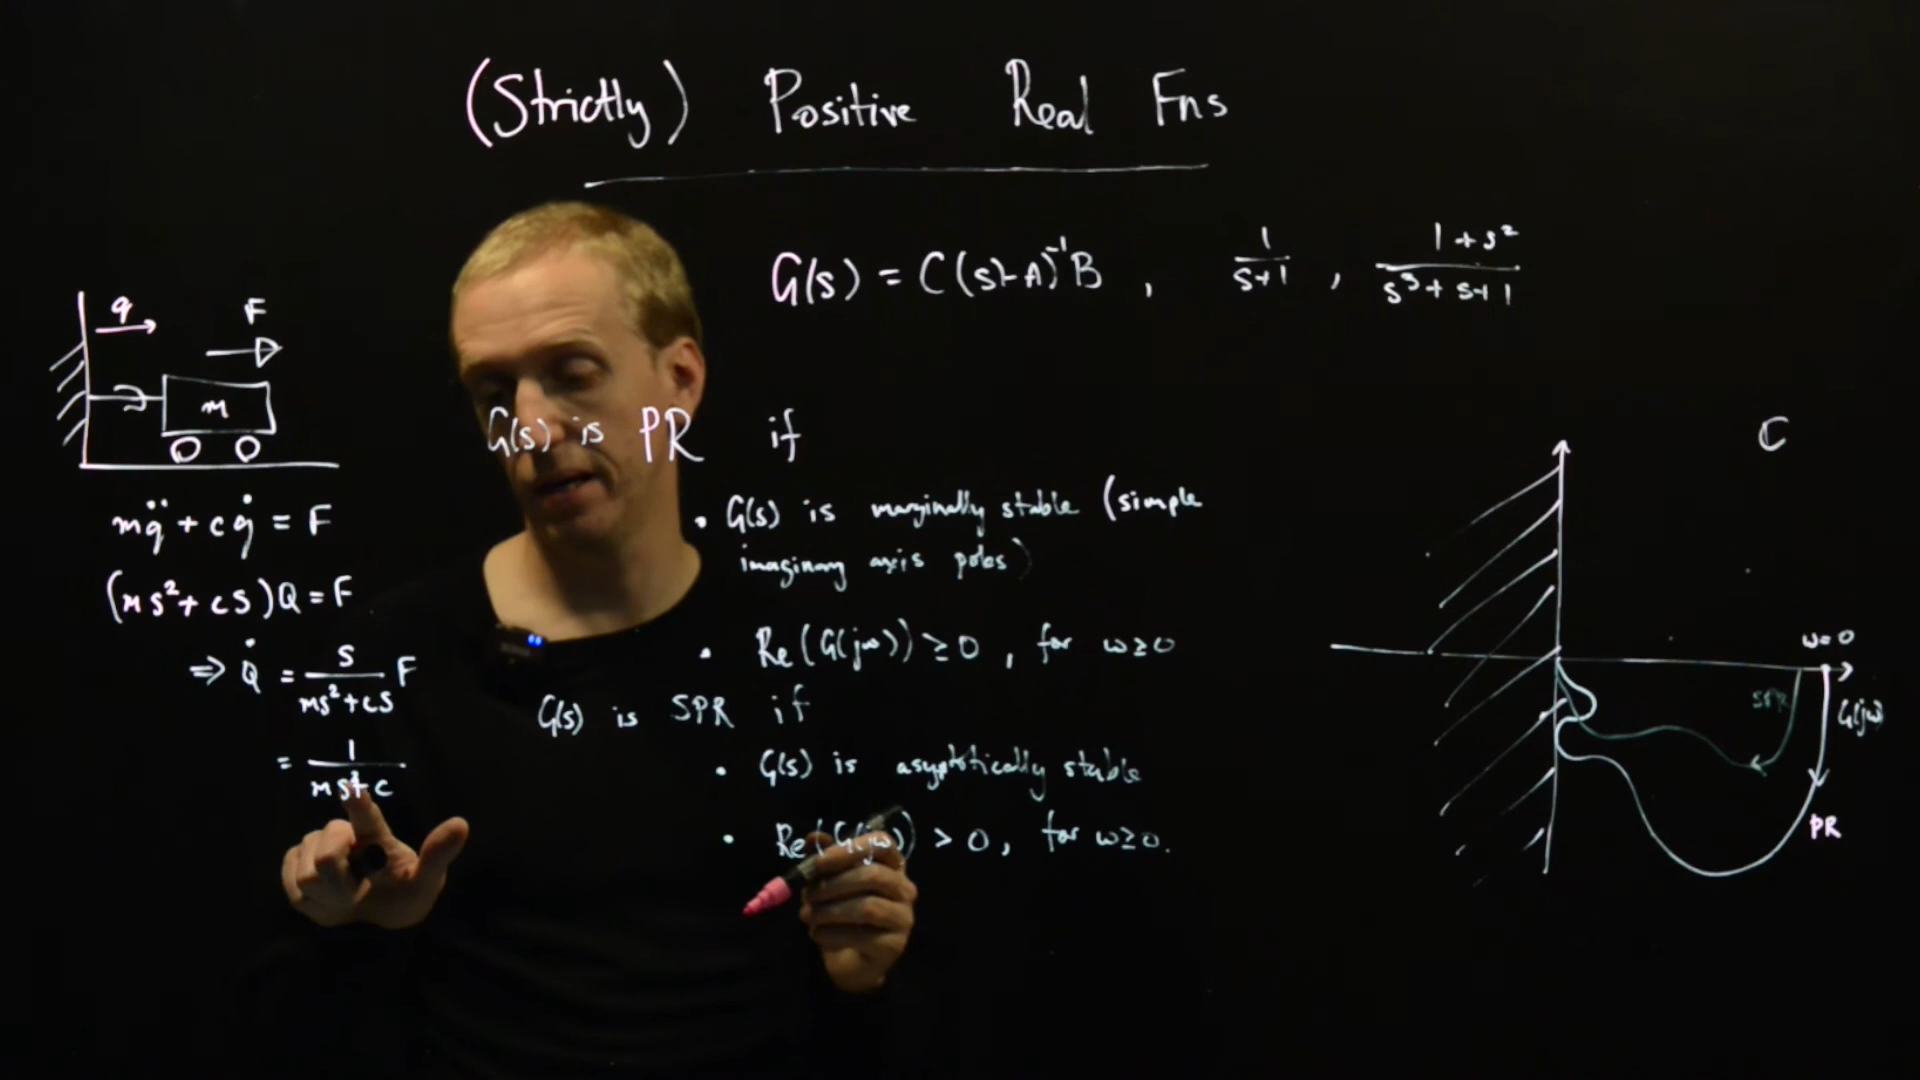 (Strictly) Positive Real Fns
G(s) = C(sI-A)⁻¹B , 1/(s+1) , (1+s²)/(s³+s+1)
q
F
m
mq̈ + cq̇ = F
(ms²+cs)Q = F
⇒ Q̇ = s/(ms²+cs) F
= 1/(ms+c)
G(s) is PR if
• G(s) is marginally stable (simple
imaginary axis poles)
• Re(G(jω)) ≥ 0 , for ω≥0
G(s) is SPR if
• G(s) is asyptotically stable
• Re(G(jω)) > 0 , for ω≥0.
ℂ
ω=0
SPR
G(jω)
PR